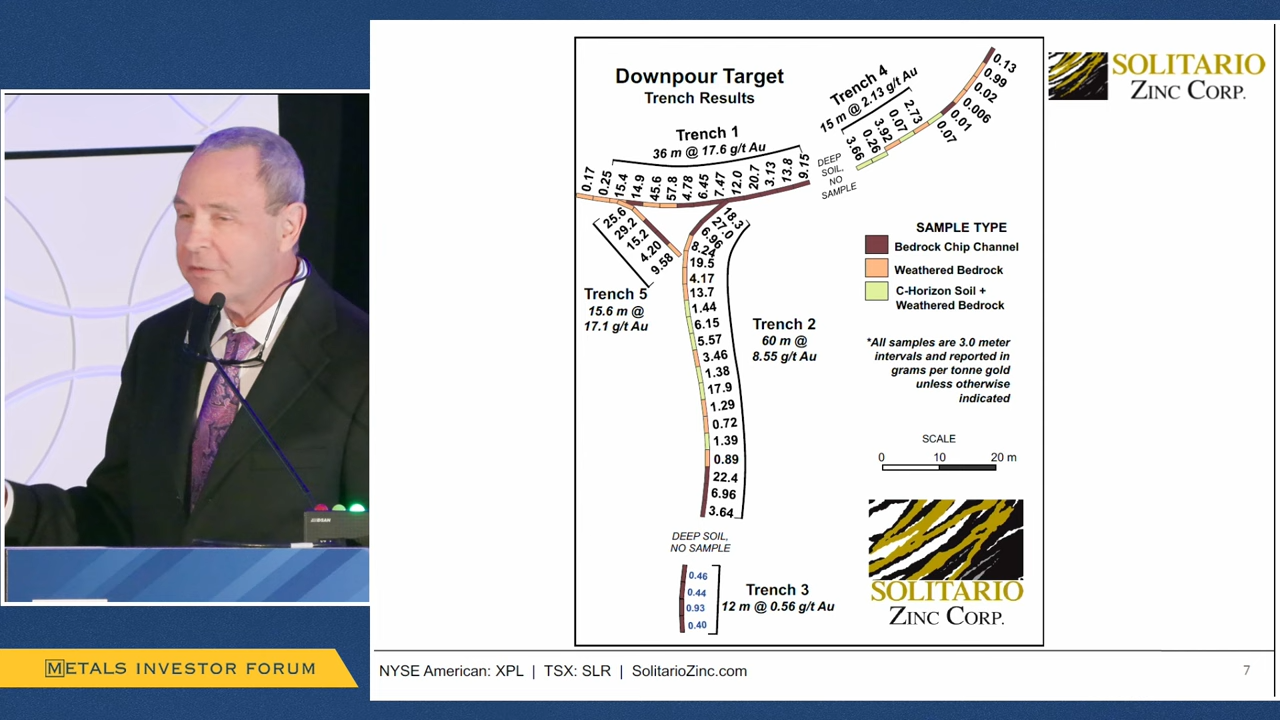 Downpour Target
Trench Results
Trench 1
36 m @ 17.6 g/t Au
0.17
0.25
15.4
14.9
45.6
57.8
4.78
6.45
7.47
12.0
20.7
3.13
13.8
9.15
DEEP
SOIL,
NO
SAMPLE
Trench 4
15 m @ 2.13 g/t Au
3.66
0.26
3.92
0.07
2.73
0.07
0.01
0.006
0.02
0.99
0.13
25.6
29.2
15.2
4.20
9.58
Trench 5
15.6 m @
17.1 g/t Au
18.3
27.0
6.96
8.24
19.5
4.17
13.7
1.44
6.15
5.57
3.46
1.38
17.9
1.29
0.72
1.39
0.89
22.4
6.96
3.64
Trench 2
60 m @
8.55 g/t Au
DEEP SOIL,
NO SAMPLE
0.46
0.44
0.93
0.40
Trench 3
12 m @ 0.56 g/t Au
SAMPLE TYPE
Bedrock Chip Channel
Weathered Bedrock
C-Horizon Soil +
Weathered Bedrock
*All samples are 3.0 meter
intervals and reported in
grams per tonne gold
unless otherwise
indicated
SCALE
0 10 20 m
SOLITARIO
ZINC CORP.
SOLITARIO
ZINC CORP.
METALS INVESTOR FORUM
NYSE American: XPL | TSX: SLR | SolitarioZinc.com
7